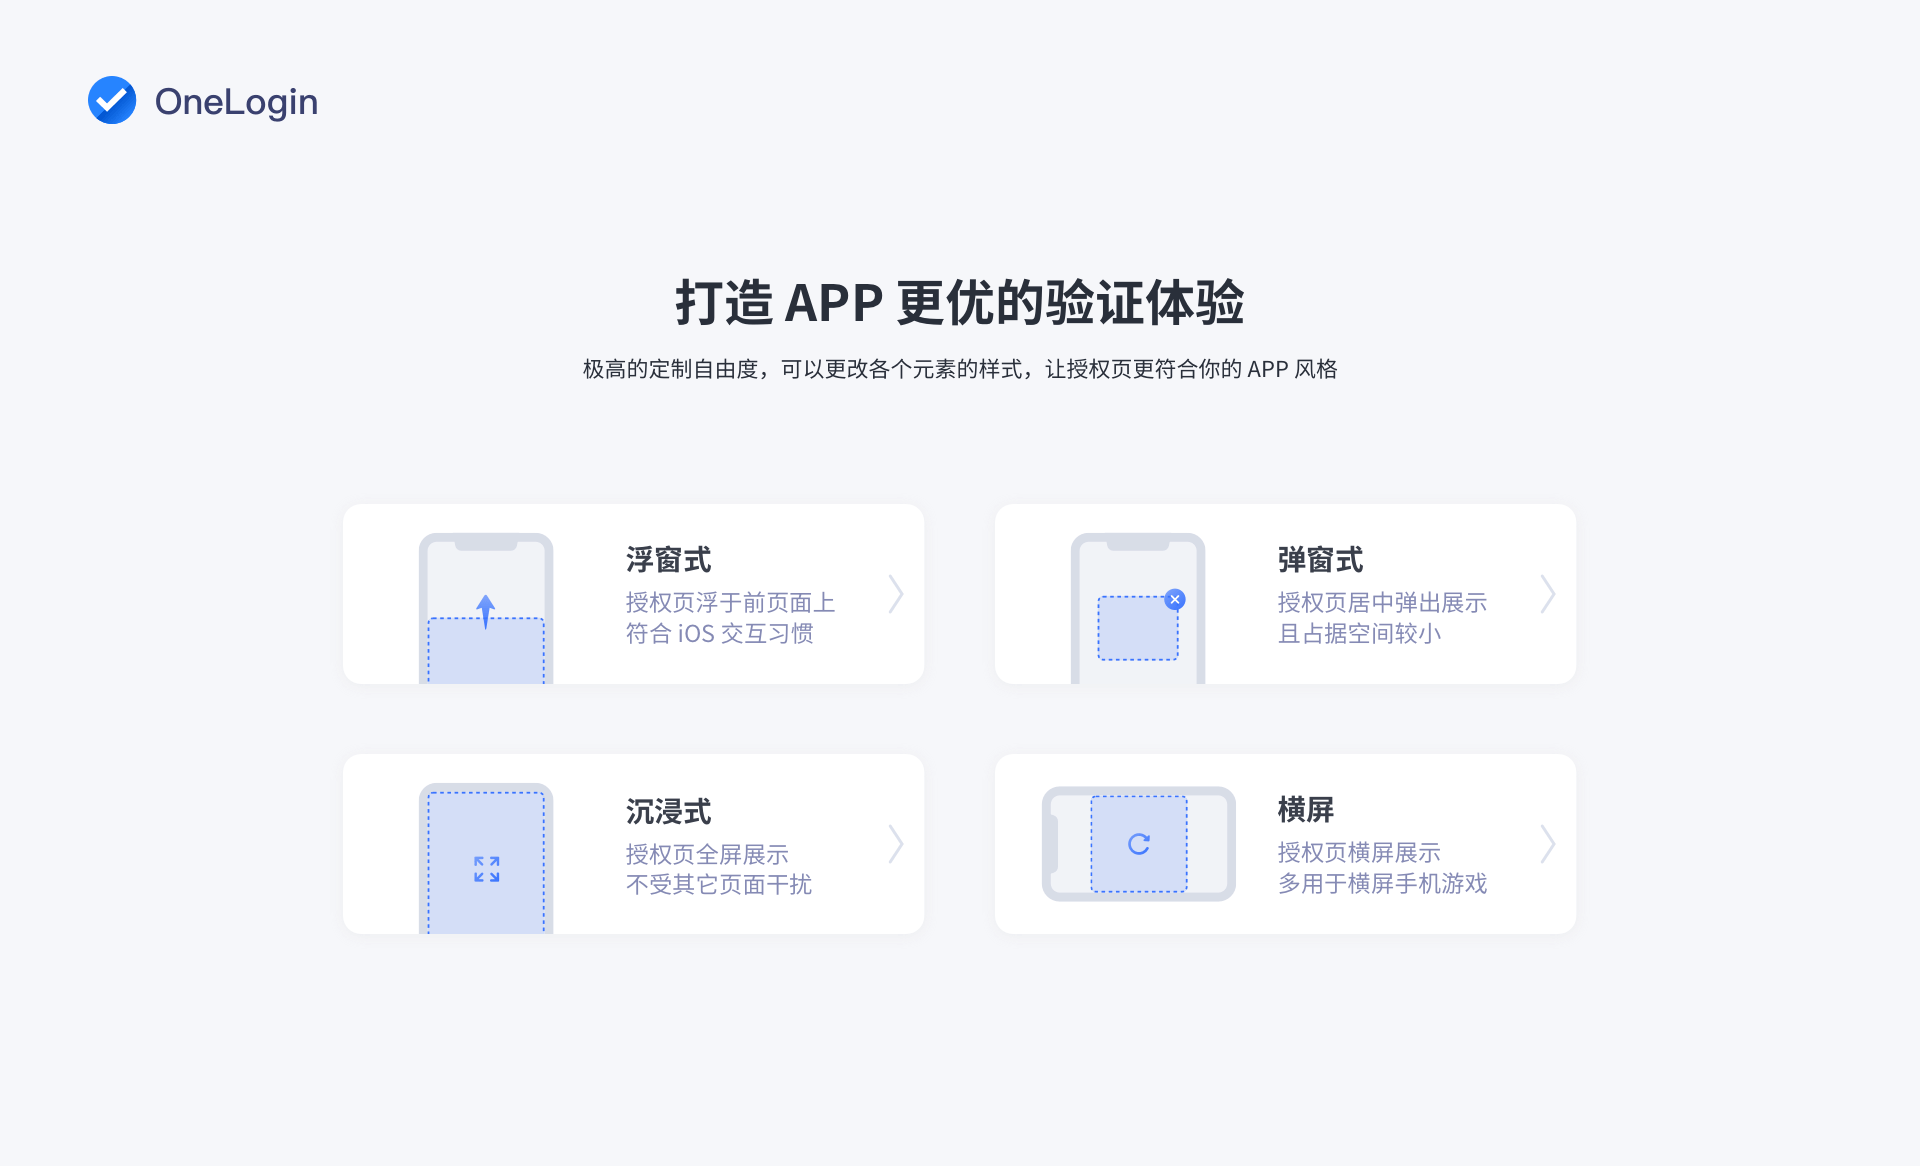 OneLogin
打造 APP 更优的验证体验
极高的定制自由度，可以更改各个元素的样式，让授权页更符合你的 APP 风格
浮窗式
授权页浮于前页面上
符合 iOS 交互习惯
弹窗式
授权页居中弹出展示
且占据空间较小
沉浸式
授权页全屏展示
不受其它页面干扰
横屏
授权页横屏展示
多用于横屏手机游戏